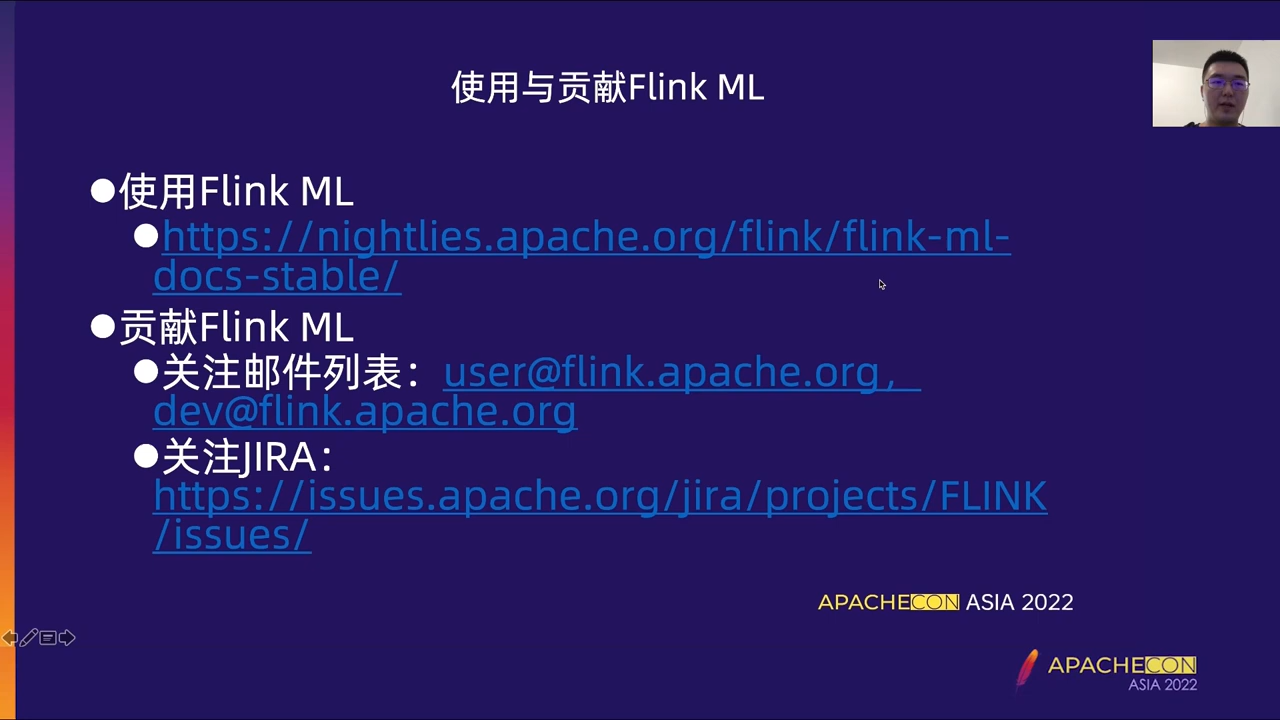 使用与贡献Flink ML
●使用Flink ML
●https://nightlies.apache.org/flink/flink-ml-
docs-stable/
●贡献Flink ML
●关注邮件列表：user@flink.apache.org，
dev@flink.apache.org
●关注JIRA：
https://issues.apache.org/jira/projects/FLINK
/issues/
APACHECON ASIA 2022
APACHECON
ASIA 2022